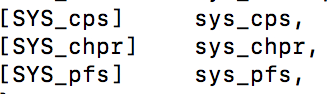 [SYS_cps] sys_cps,
[SYS_chpr] sys_chpr,
[SYS_pfs] sys_pfs,